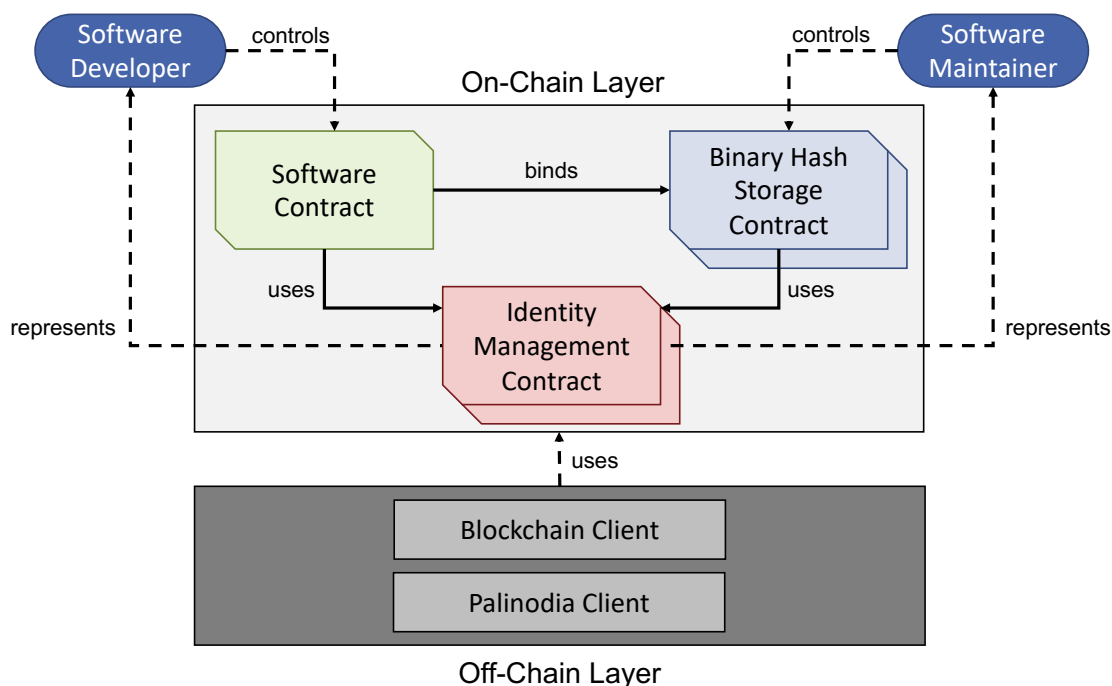 Software
Developer
controls
controls
Software
Maintainer
On-Chain Layer
Software
Contract
binds
Binary Hash
Storage
Contract
uses
uses
Identity
Management
Contract
represents
represents
uses
Blockchain Client
Palinodia Client
Off-Chain Layer